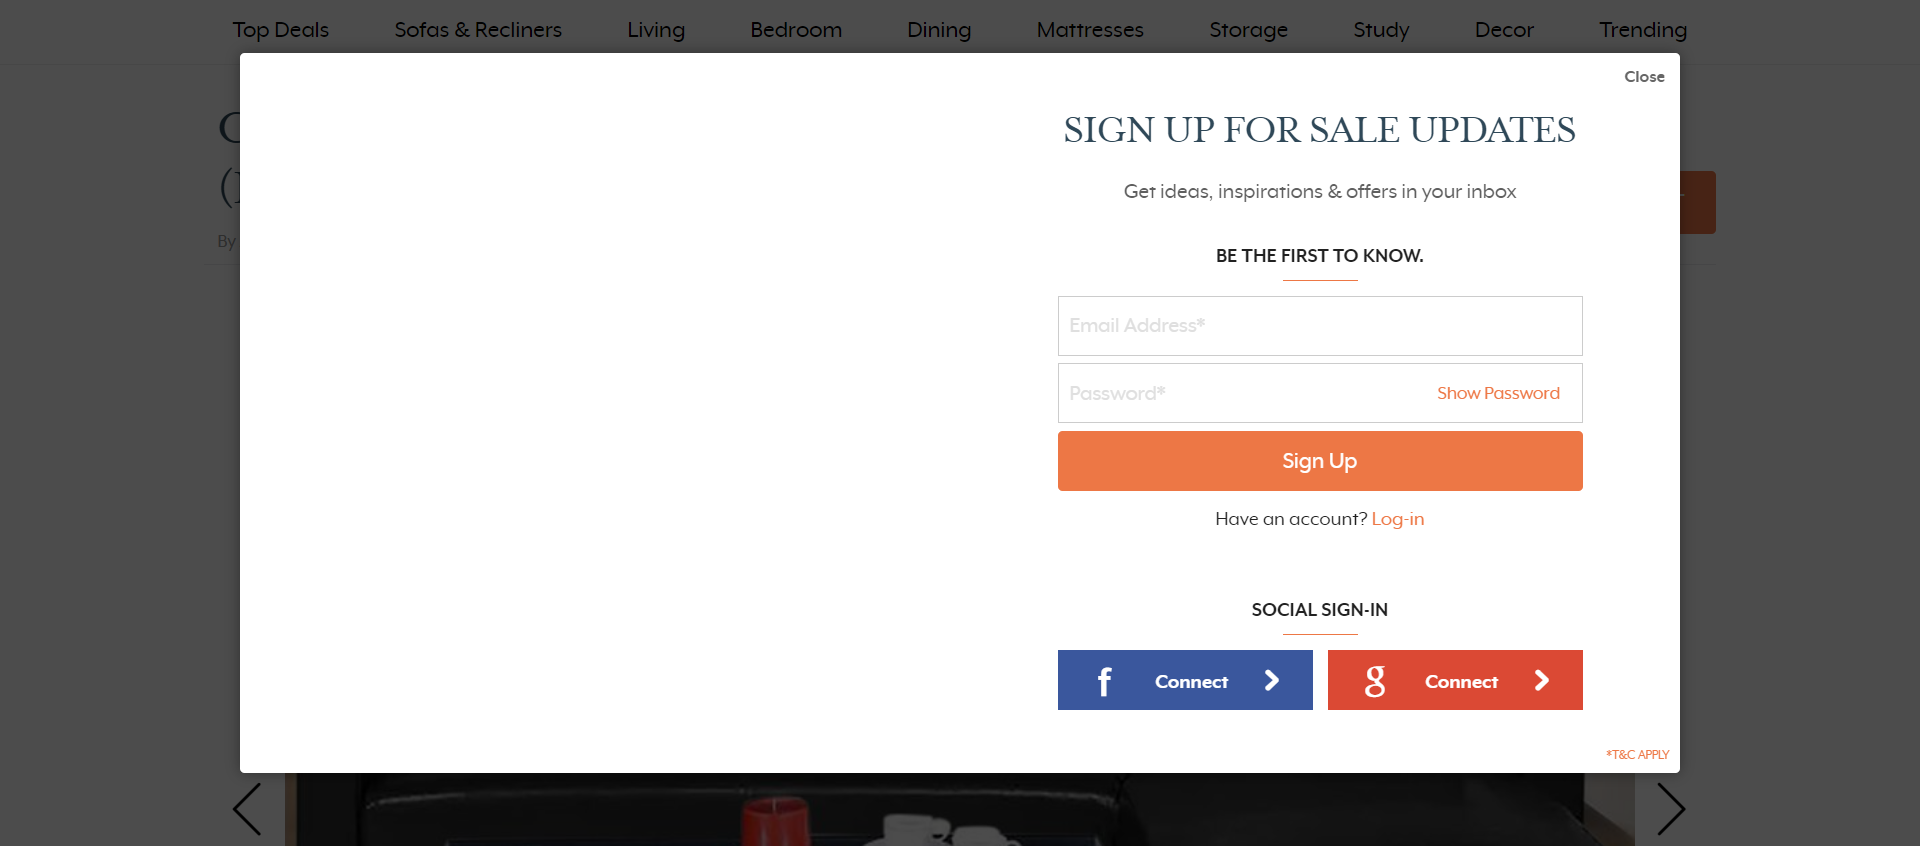 Top Deals Sofas & Recliners Living Bedroom Dining Mattresses Storage Study Decor Trending
Close
SIGN UP FOR SALE UPDATES
Get ideas, inspirations & offers in your inbox
By
BE THE FIRST TO KNOW.
Email Address*
Password* Show Password
Sign Up
Have an account? Log-in
SOCIAL SIGN-IN
f Connect
g Connect
*T&C APPLY